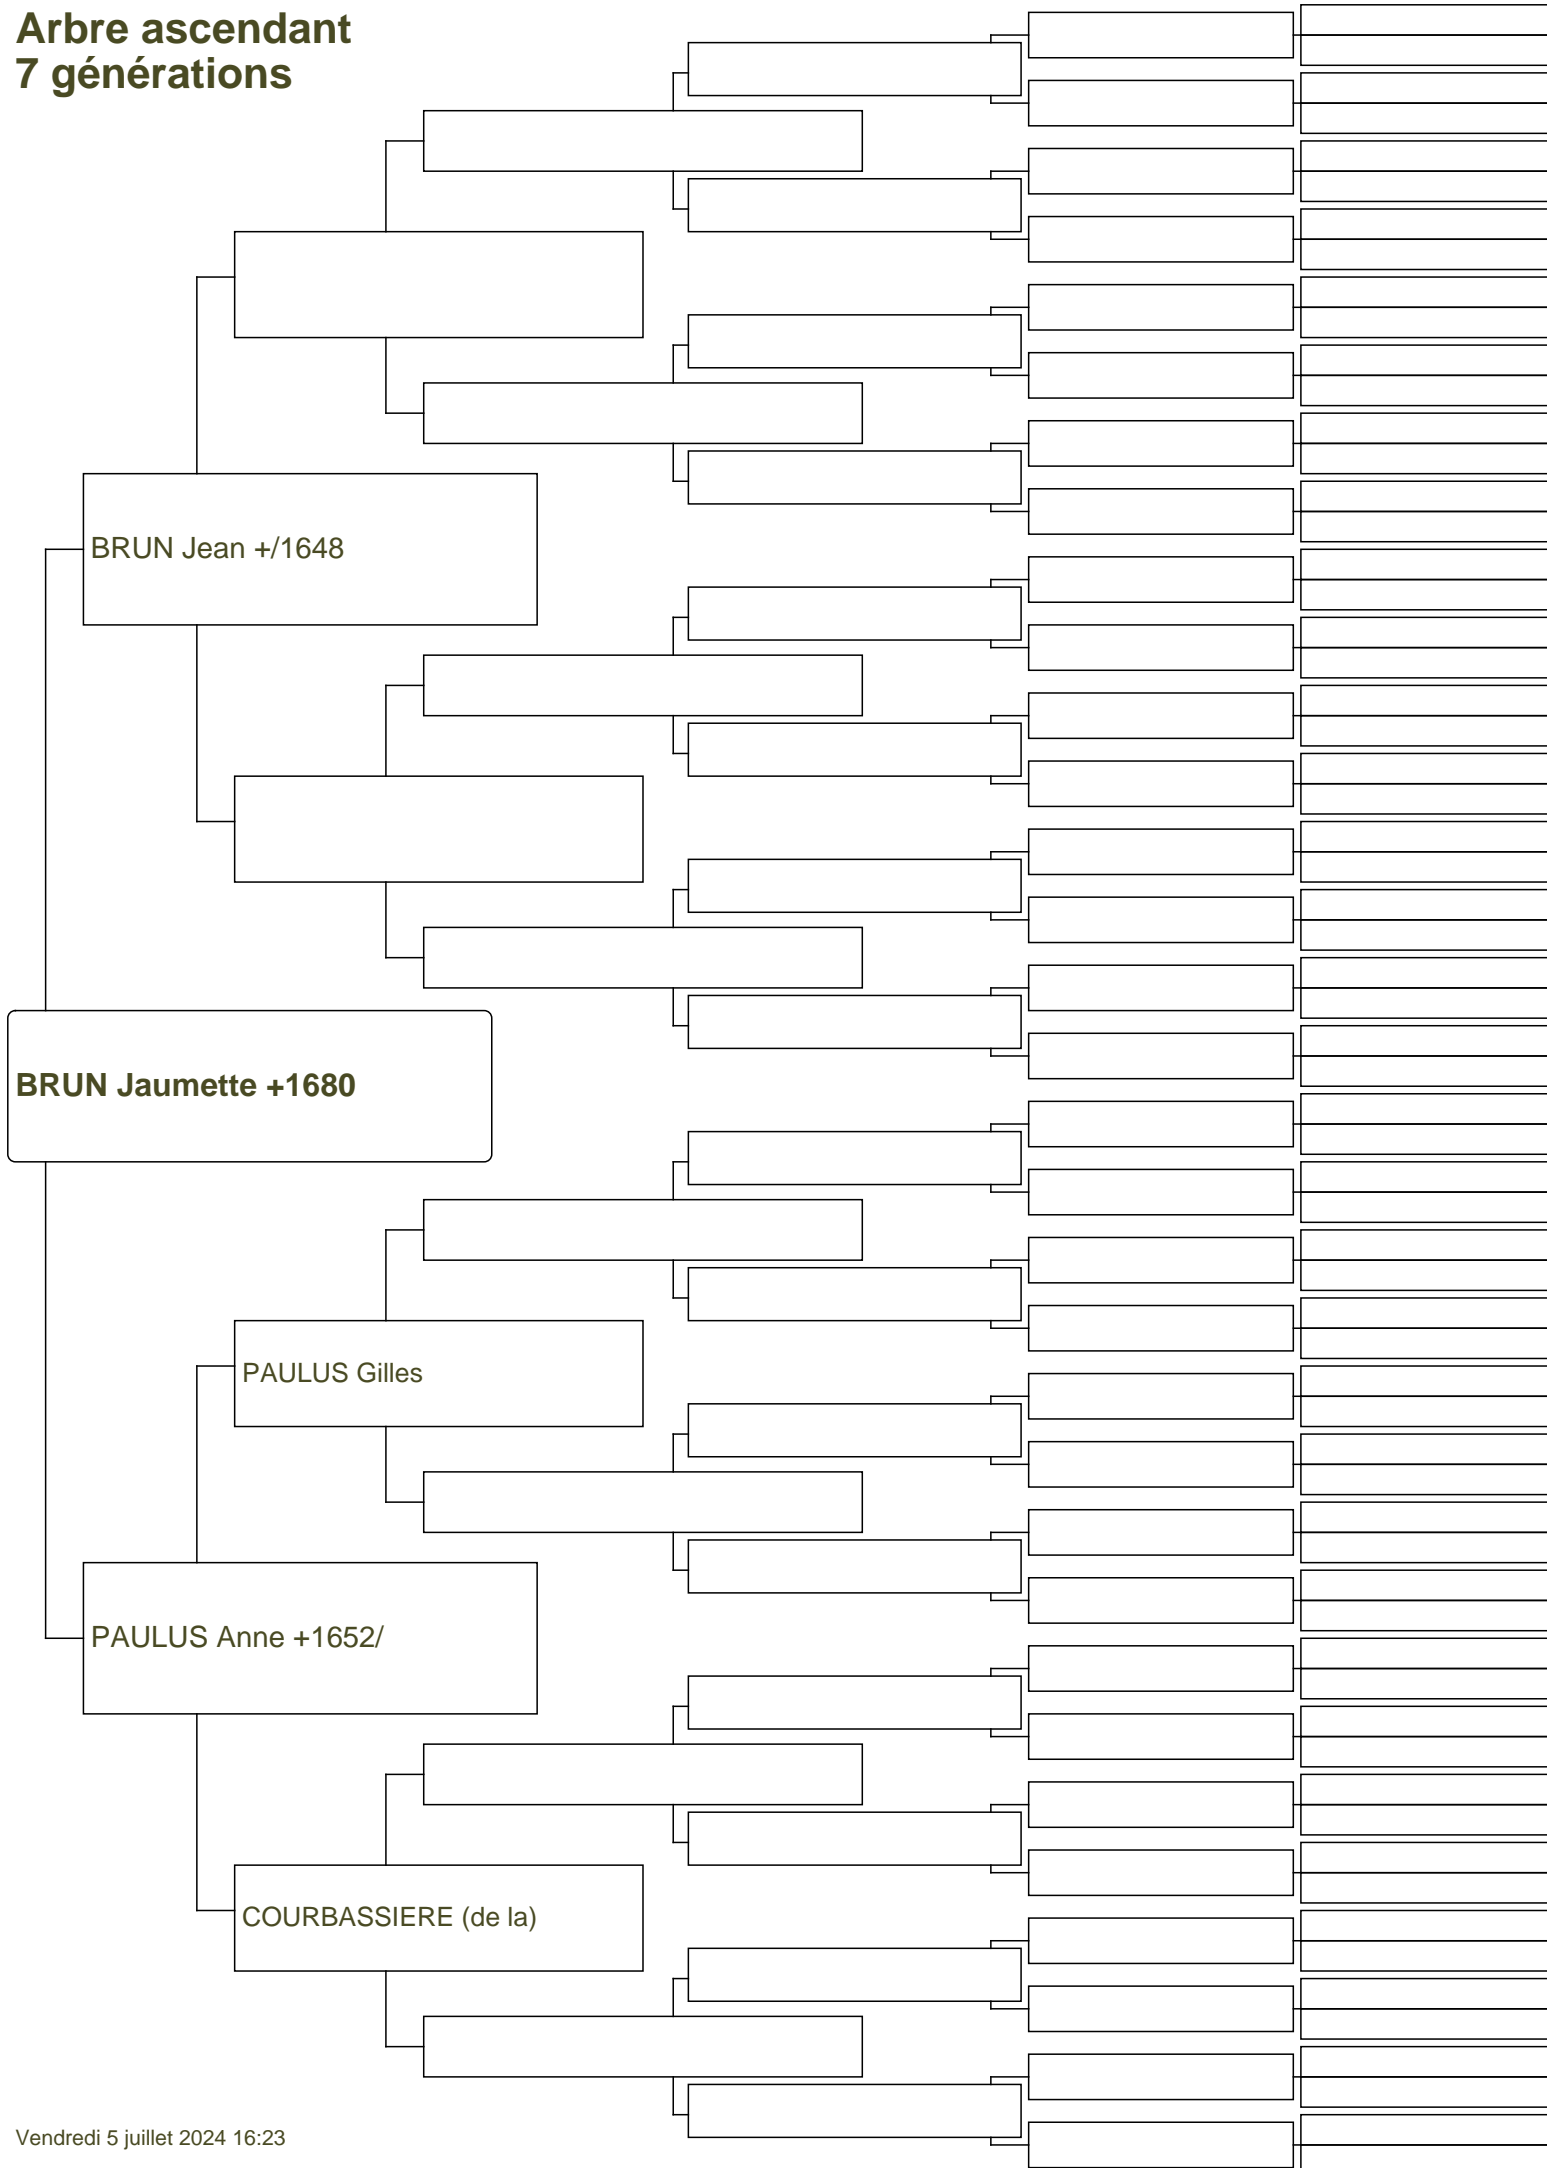 Arbre ascendant
7 générations
BRUN Jean +/1648
BRUN Jaumette +1680
PAULUS Gilles
PAULUS Anne +1652/
COURBASSIERE (de la)
Vendredi 5 juillet 2024 16:23